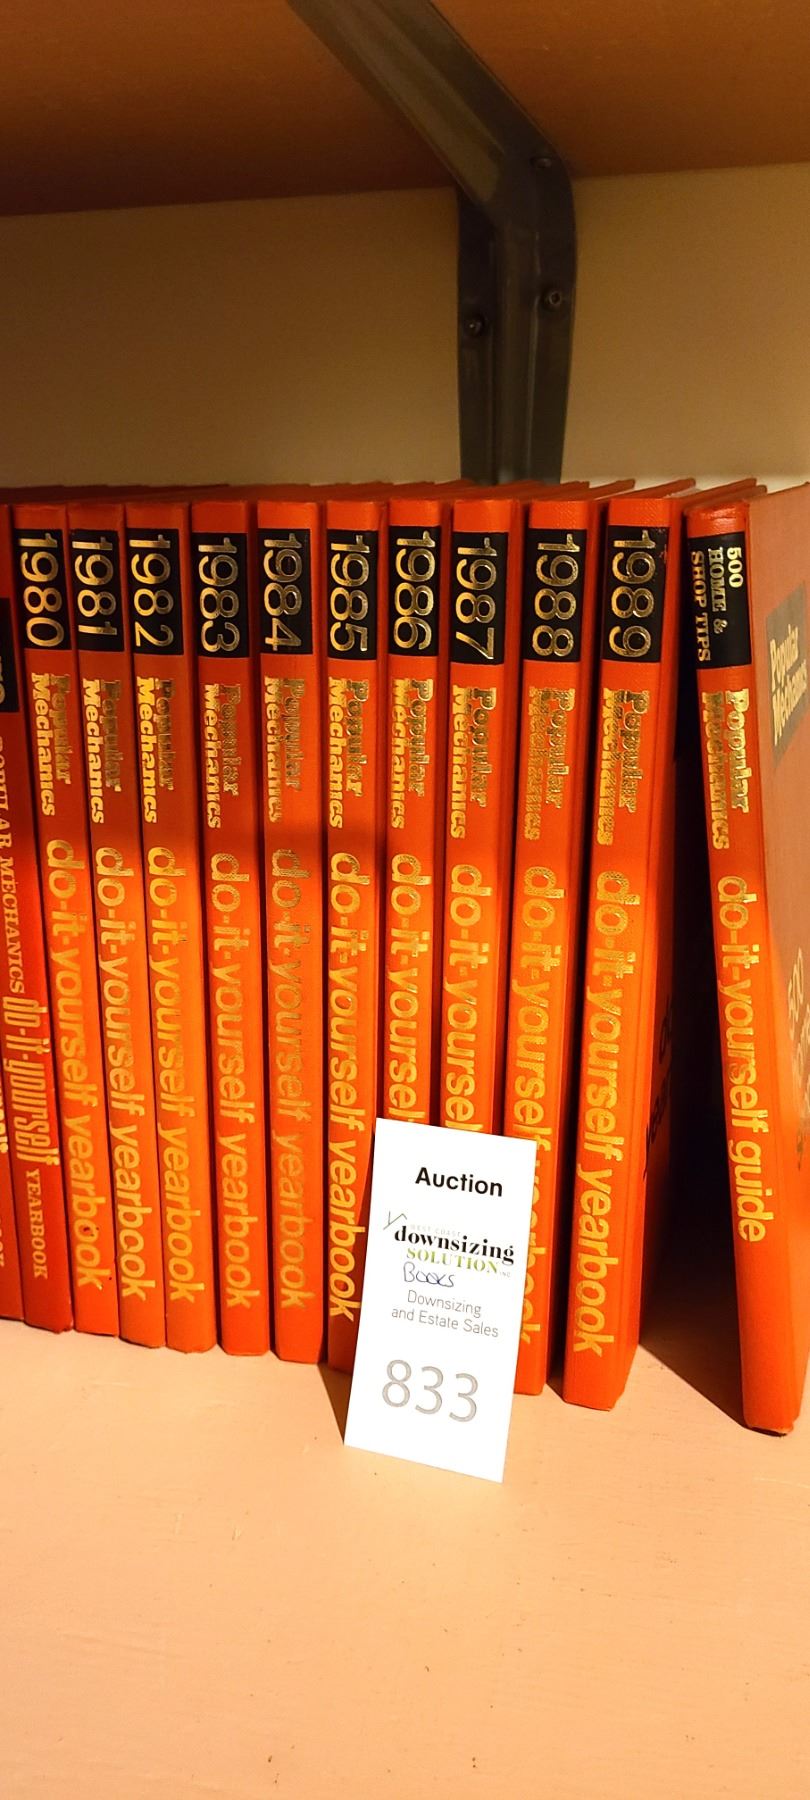 POPULAR MECHANICS do-it-yourself YEARBOOK
1980 Popular Mechanics do-it-yourself yearbook
1981 Popular Mechanics do-it-yourself yearbook
1982 Popular Mechanics do-it-yourself yearbook
1983 Popular Mechanics do-it-yourself yearbook
1984 Popular Mechanics do-it-yourself yearbook
1985 Popular Mechanics do-it-yourself yearbook
1986 Popular Mechanics do-it-yourself
1987 Popular Mechanics do-it-yourself
1988 Popular Mechanics do-it-yourself yearbook
1989 Popular Mechanics do-it-yourself yearbook
500 HOME & SHOP TIPS Popular Mechanics do-it-yourself guide
Popular
Mechanics
500
Auction
downsizing
SOLUTION
Books
Downsizing
and Estate Sales
833